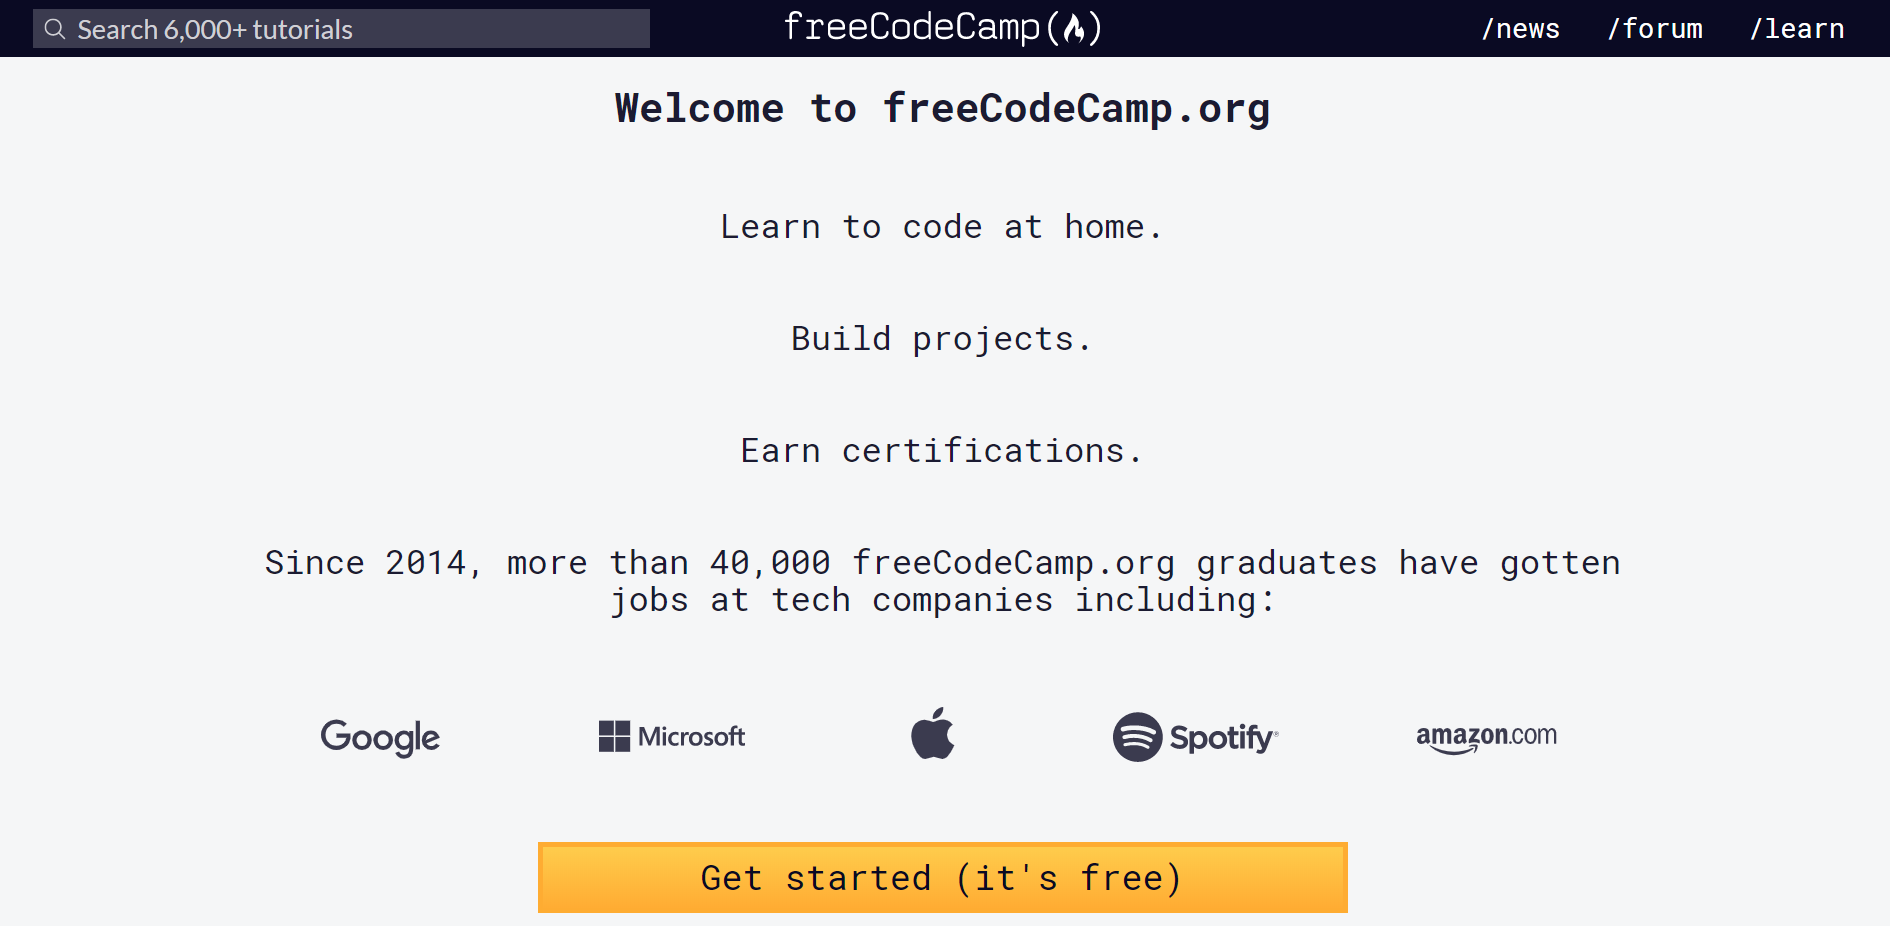 Search 6,000+ tutorials
freeCodeCamp(🔥)
/news
/forum
/learn
Welcome to freeCodeCamp.org
Learn to code at home.
Build projects.
Earn certifications.
Since 2014, more than 40,000 freeCodeCamp.org graduates have gotten
jobs at tech companies including:
Google
Microsoft
Spotify®
amazon.com
Get started (it's free)